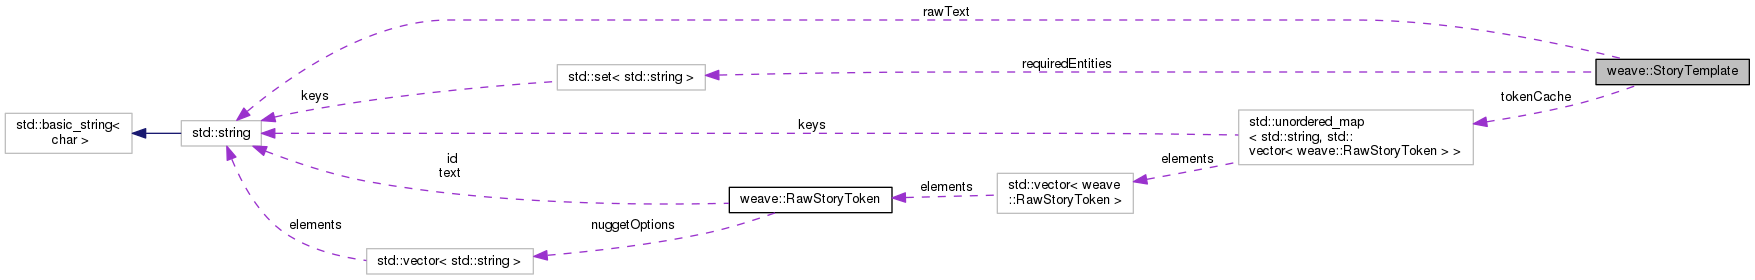 rawText
requiredEntities
weave::StoryTemplate
std::set< std::string >
keys
tokenCache
std::basic_string<
char >
std::string
keys
std::unordered_map
< std::string, std::
vector< weave::RawStoryToken > >
id
text
elements
elements
std::vector< weave
::RawStoryToken >
weave::RawStoryToken
elements
nuggetOptions
std::vector< std::string >